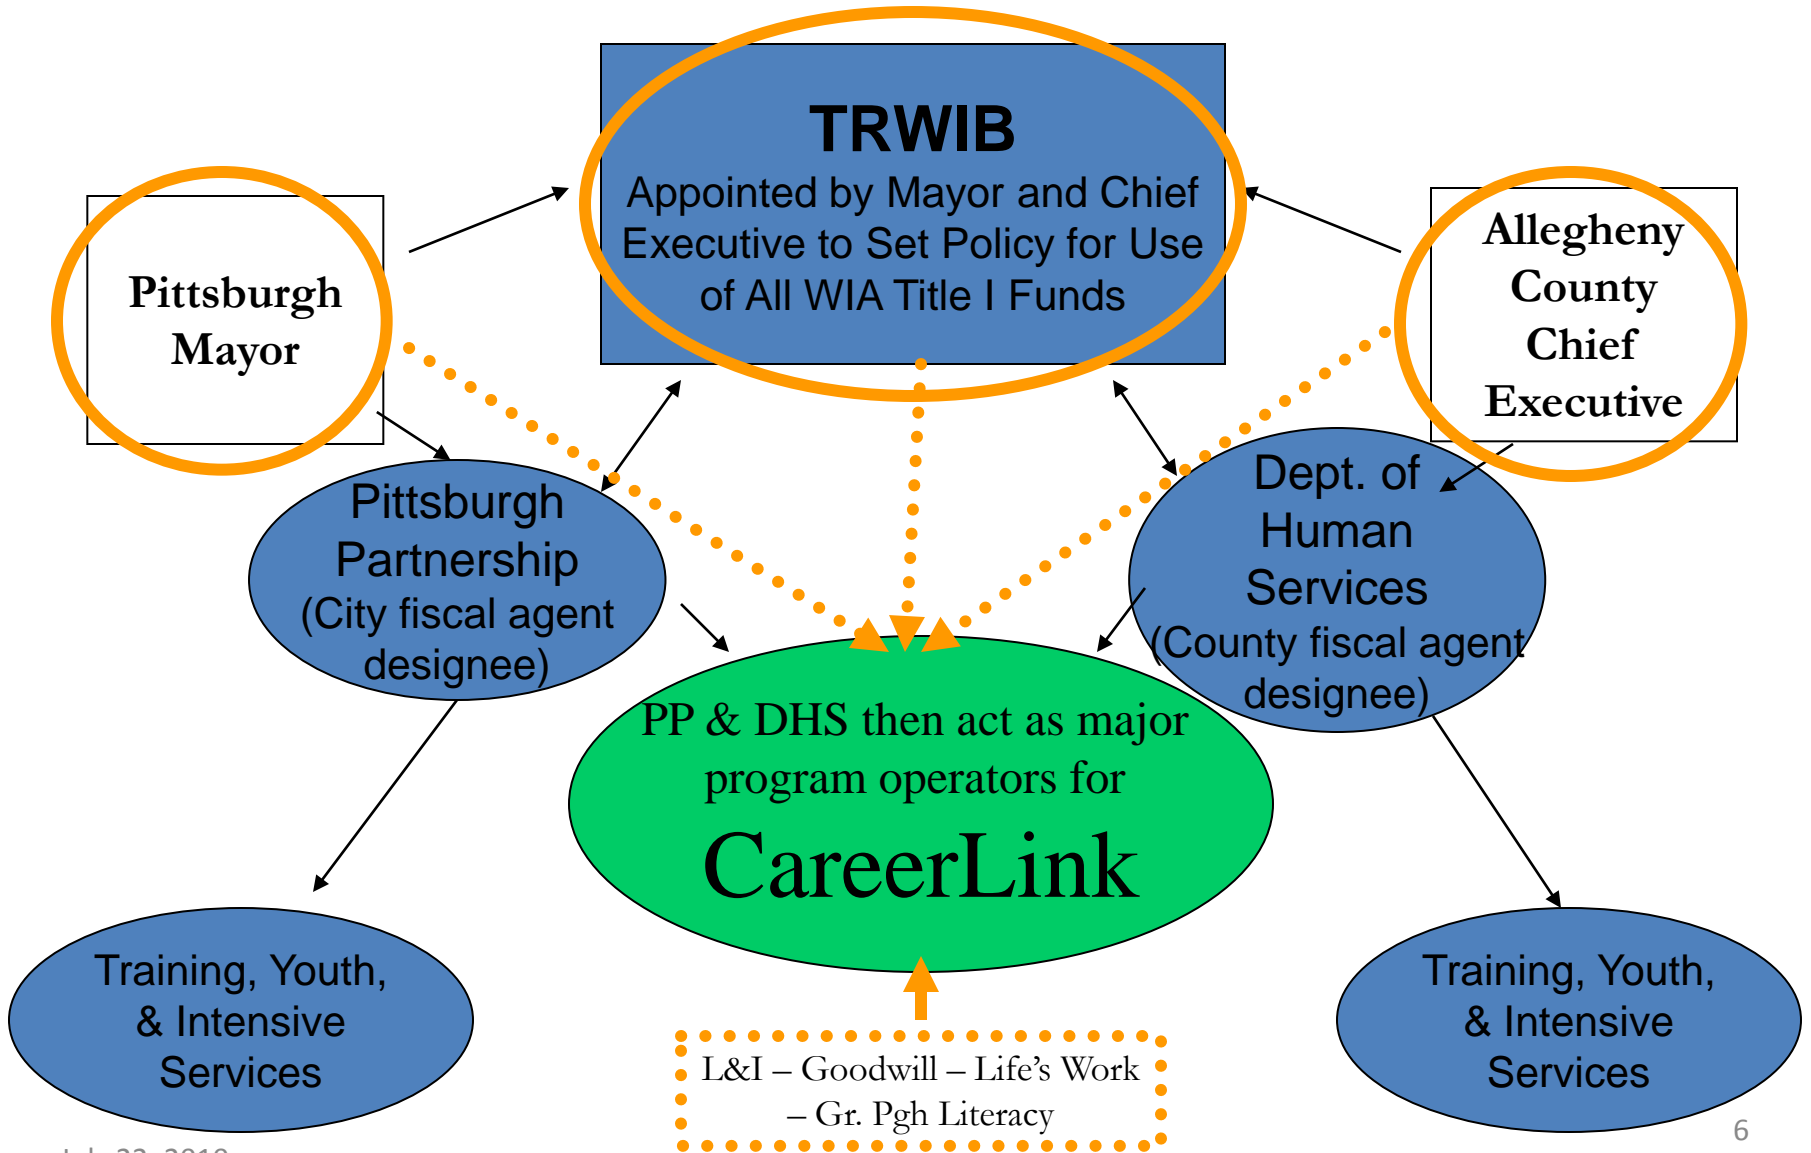 TRWIB
Appointed by Mayor and Chief
Executive to Set Policy for Use
of All WIA Title I Funds
Pittsburgh
Mayor
Allegheny
County
Chief
Executive
Pittsburgh
Partnership
(City fiscal agent
designee)
Dept. of
Human
Services
(County fiscal agent
designee)
PP & DHS then act as major
program operators for
CareerLink
Training, Youth,
& Intensive
Services
L&I – Goodwill – Life’s Work
– Gr. Pgh Literacy
Training, Youth,
& Intensive
Services
6